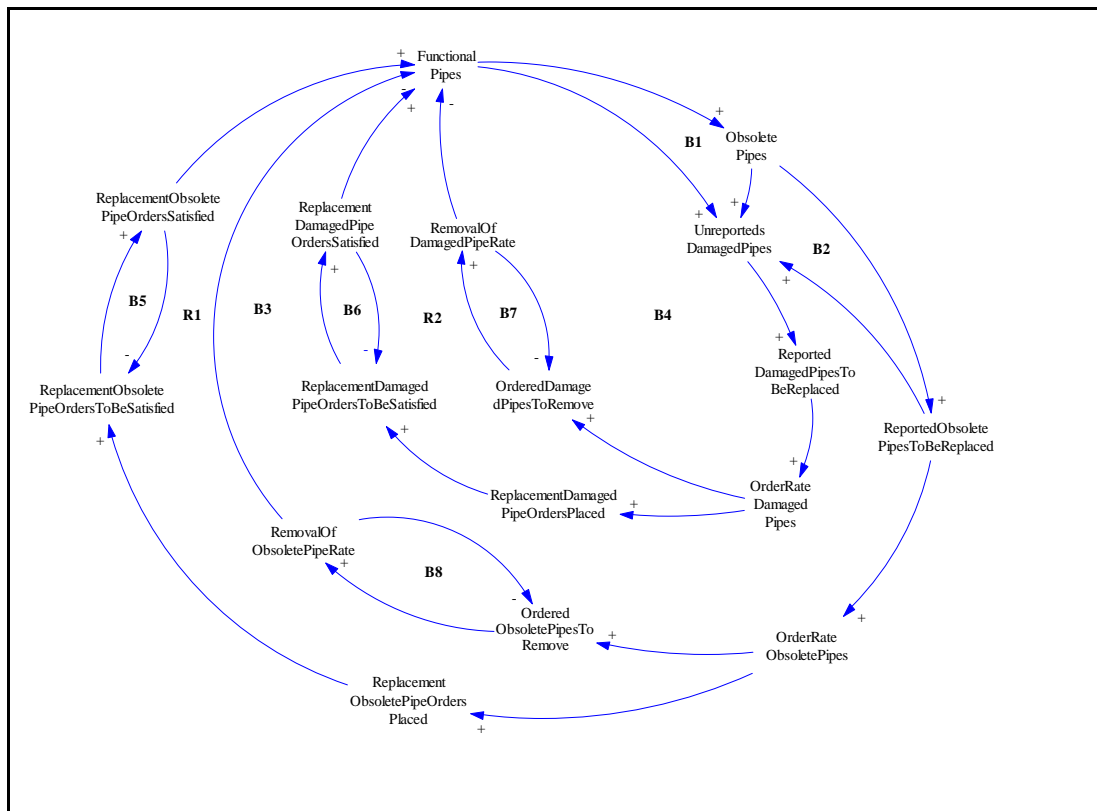 +
Functional
Pipes
-
+
-
+
Obsolete
Pipes
B1
+
+
Unreporteds
DamagedPipes
B2
+
ReplacementObsolete
PipeOrdersSatisfied
+
Replacement
DamagedPipe
OrdersSatisfied
+
RemovalOf
DamagedPipeRate
+
B5
R1
B3
B6
R2
B7
B4
-
-
-
+
Reported
DamagedPipesTo
BeReplaced
ReplacementObsolete
PipeOrdersToBeSatisfied
+
ReplacementDamaged
PipeOrdersToBeSatisfied
+
OrderedDamage
dPipesToRemove
+
+
ReportedObsolete
PipesToBeReplaced
+
OrderRate
Damaged
Pipes
ReplacementDamaged
PipeOrdersPlaced
+
RemovalOf
ObsoletePipeRate
+
B8
-
Ordered
ObsoletePipesTo
Remove
+
+
OrderRate
ObsoletePipes
Replacement
ObsoletePipeOrders
Placed
+